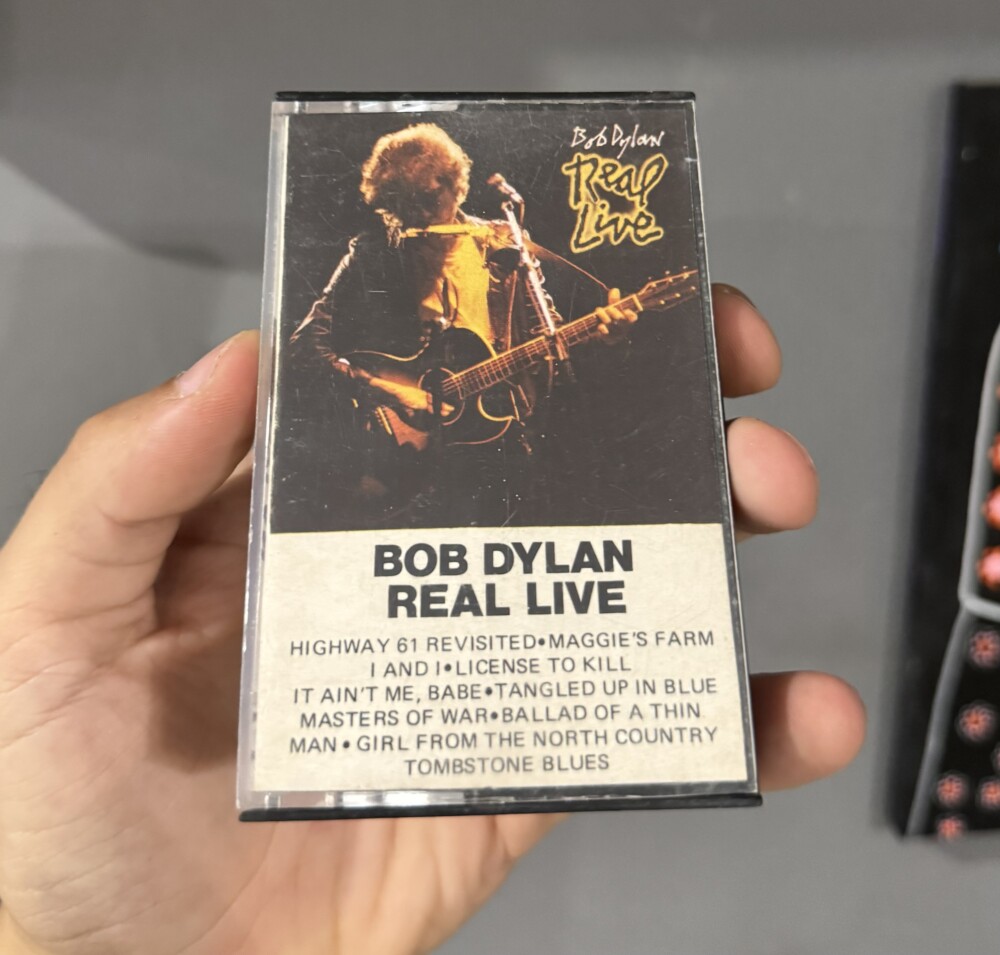 Bob Dylan
Real
Live
BOB DYLAN
REAL LIVE
HIGHWAY 61 REVISITED•MAGGIE'S FARM
I AND I•LICENSE TO KILL
IT AIN'T ME, BABE•TANGLED UP IN BLUE
MASTERS OF WAR•BALLAD OF A THIN
MAN • GIRL FROM THE NORTH COUNTRY
TOMBSTONE BLUES